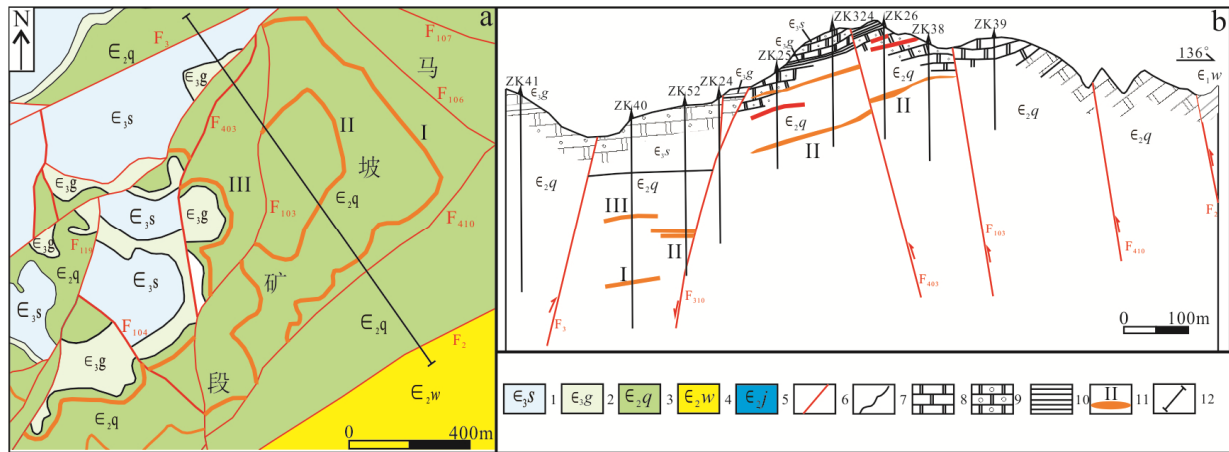 a
N
∈₂q
F₃
F₁₀₇
马
∈₃g
∈₃s
F₄₀₃
II
I
F₁₀₆
III
坡
∈₃g
∈₃s
∈₃g
F₁₀₃
∈₂q
F₄₁₀
∈₃g
F₁₁₉
∈₂q
∈₃s
∈₃s
矿
F₁₀₄
∈₃g
F₂
段
∈₂w
∈₂q
0 400m
b
ZK324 ZK26
ZK38 ZK39
ZK25
ZK24
ZK52
ZK40
ZK41
136°
∈₃s
∈₃g
∈₃g
∈₃g
∈₂q
∈₁w
∈₂q
∈₂q
∈₂q
∈₃s
∈₂q
∈₂q
II
II
III
II
I
F₃
F₃₁₀
F₄₀₃
F₁₀₃
F₄₁₀
F₂
0 100m
∈₃s 1 ∈₃g 2 ∈₂q 3 ∈₂w 4 ∈₂j 5 6 7 8 9 10 II 11 12